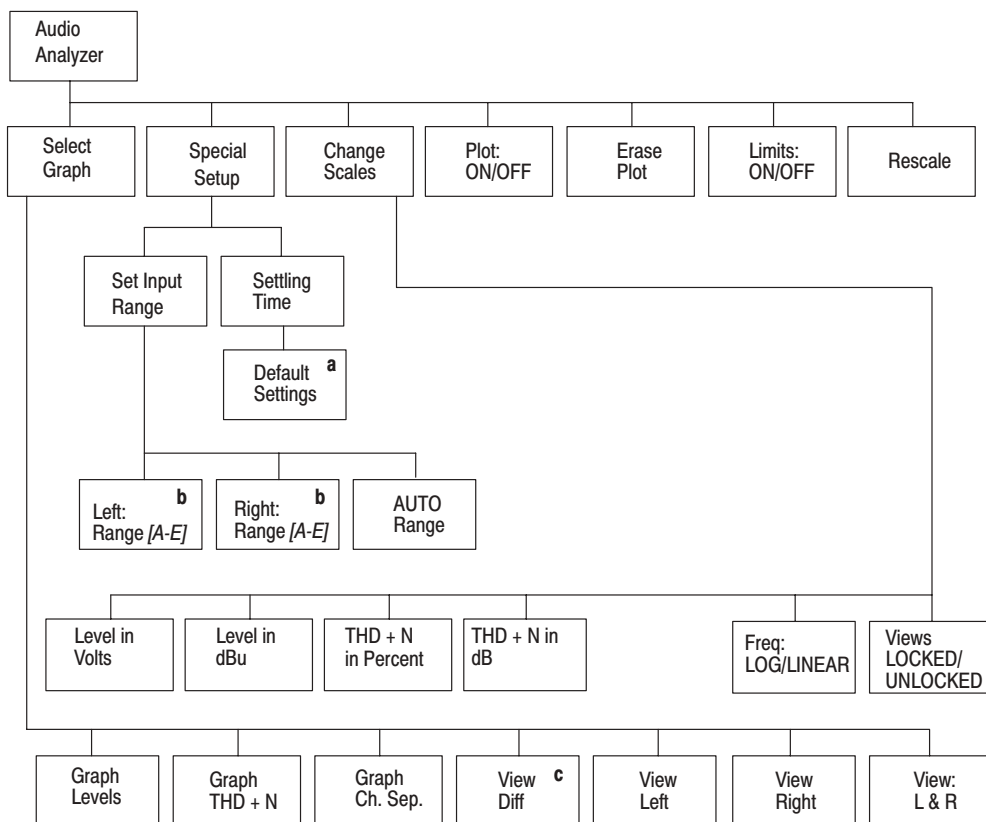 Audio
Analyzer
Select
Graph
Special
Setup
Change
Scales
Plot:
ON/OFF
Erase
Plot
Limits:
ON/OFF
Rescale
Set Input
Range
Settling
Time
Default
Settings
a
Left:
Range [A-E]
b
Right:
Range [A-E]
b
AUTO
Range
Level in
Volts
Level in
dBu
THD + N
in Percent
THD + N in
dB
Freq:
LOG/LINEAR
Views
LOCKED/
UNLOCKED
Graph
Levels
Graph
THD + N
Graph
Ch. Sep.
View
Diff
c
View
Left
View
Right
View:
L & R